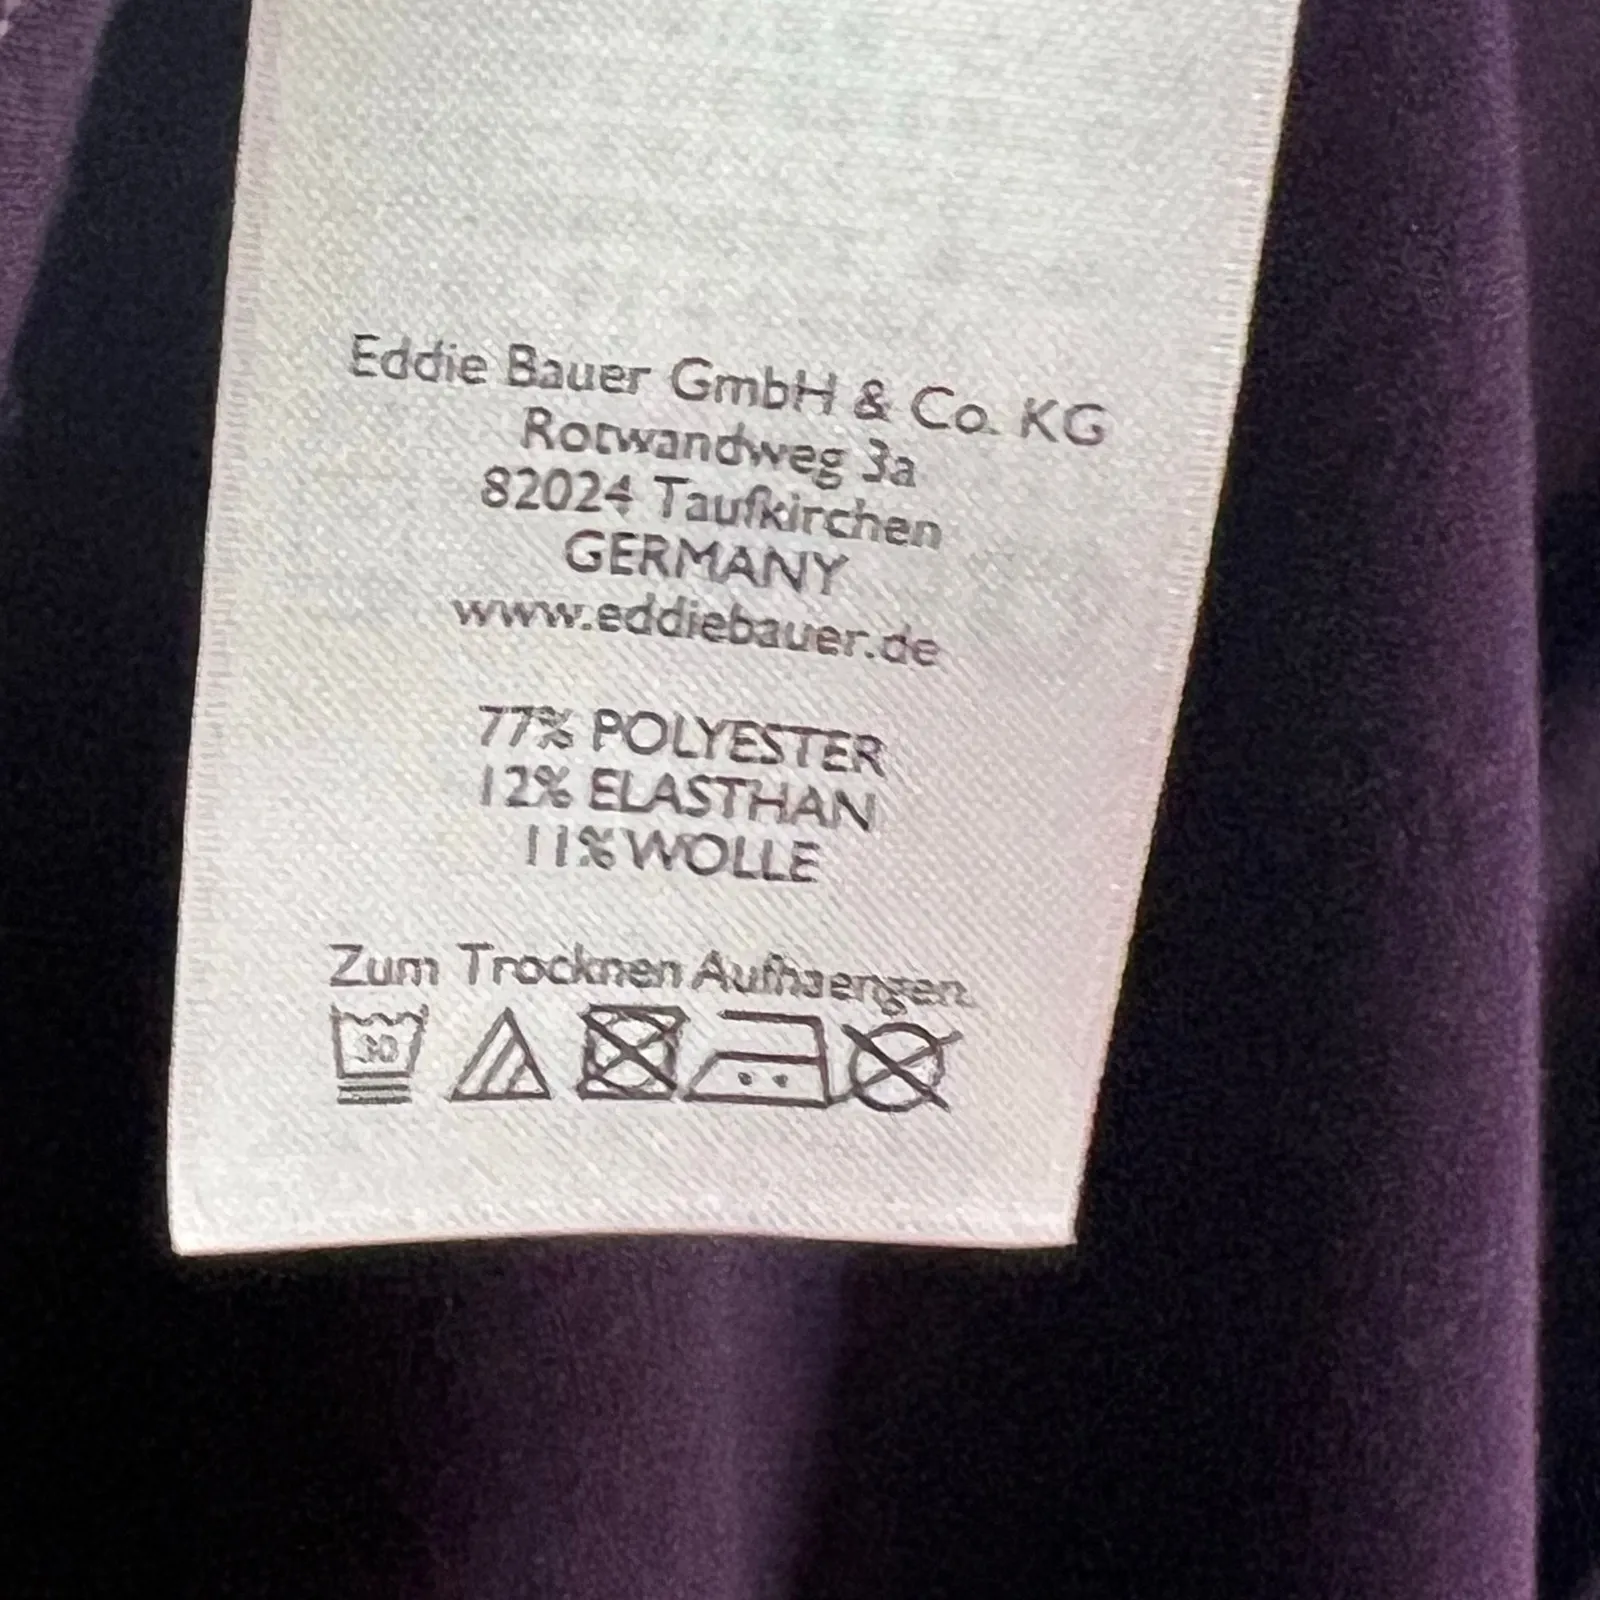 Eddie Bauer GmbH & Co. KG
Rotwandweg 3a
82024 Taufkirchen
GERMANY
www.eddiebauer.de
77% POLYESTER
12% ELASTHAN
11% WOLLE
Zum Trocknen Aufhaengen.
30